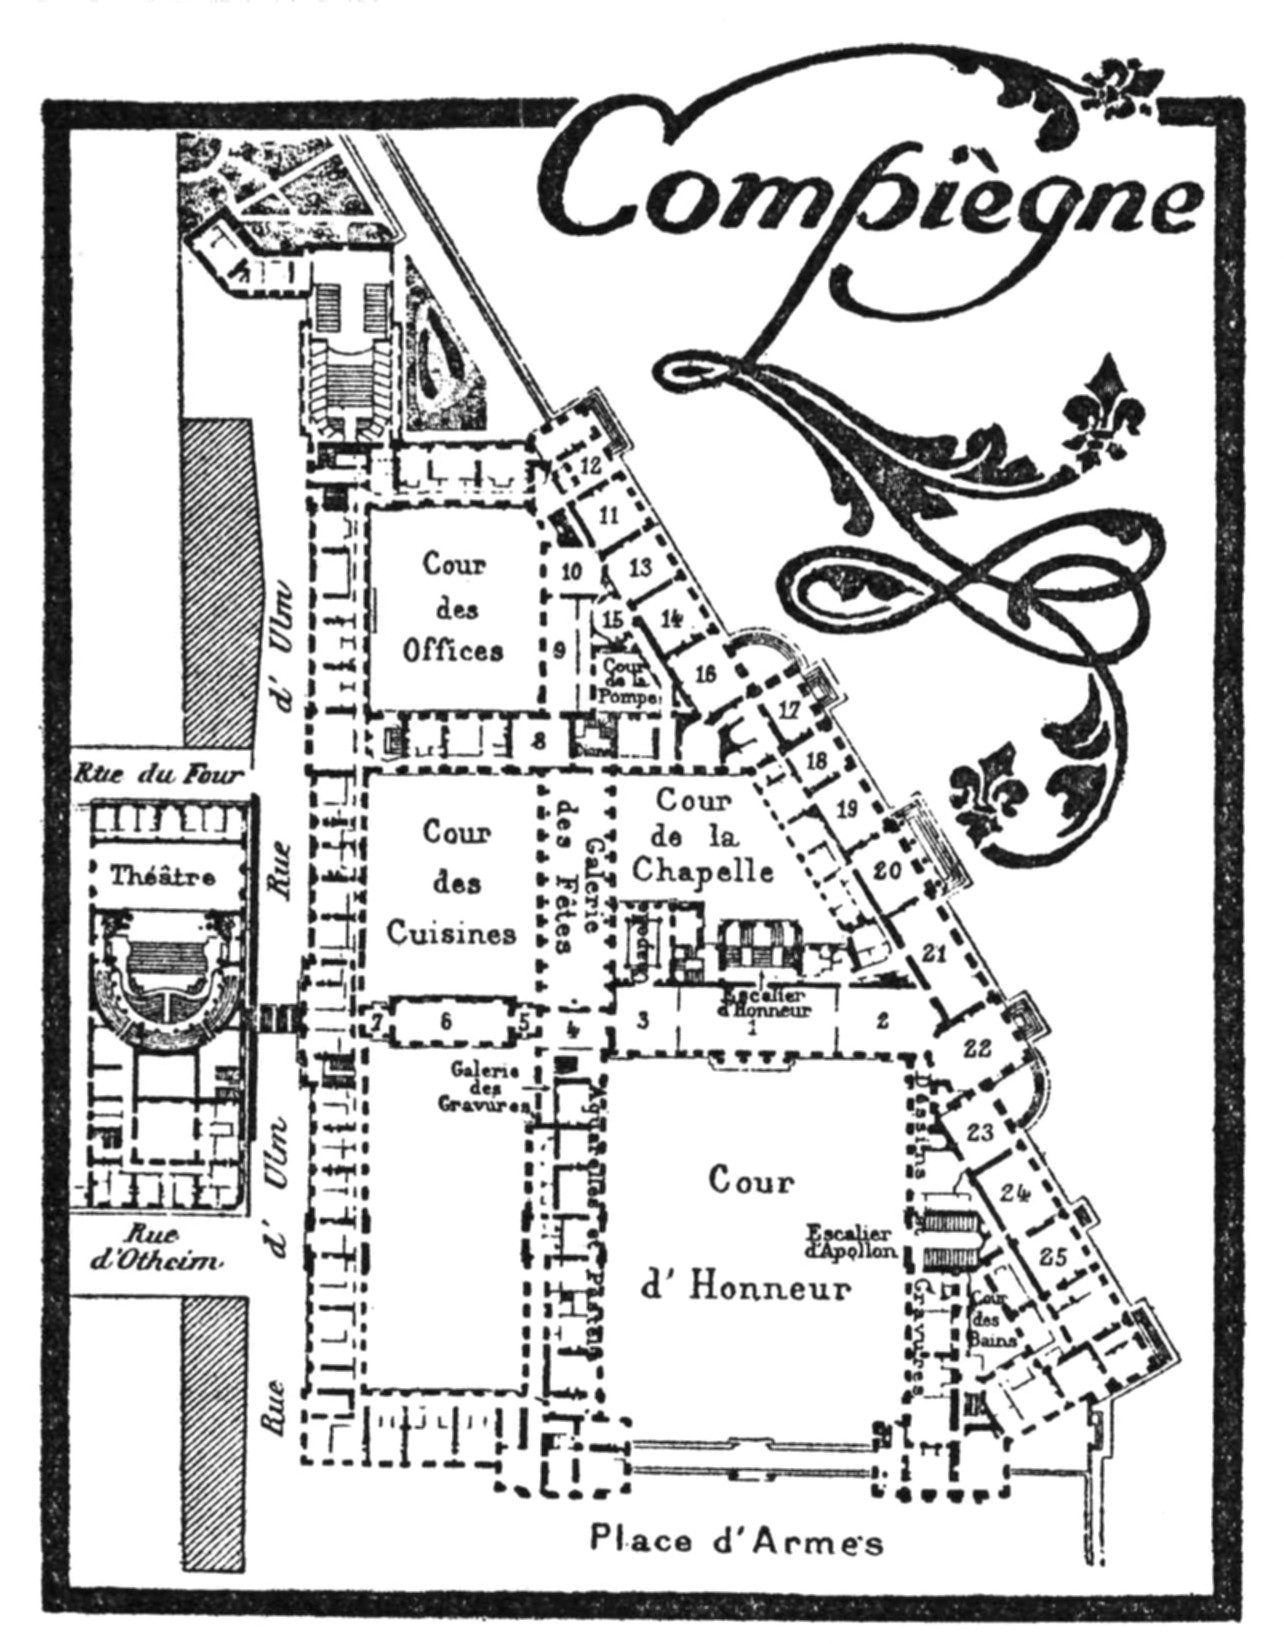 Compiègne
12
11
Cour
des
Offices
10
13
15
14
9
Cour
de la
Pompe
16
17
8
Diane
18
Rue d' Ulm
Rue du Four
Théâtre
Cour
des
Cuisines
Galerie
des Fêtes
Cour
de la
Chapelle
19
20
21
Escalier
d'Honneur
7
6
5
4
3
1
2
22
Galerie
des
Gravures
Aquarelles et Pastels
Dessins et Gravures
23
24
25
Cour
d' Honneur
Escalier
d'Apollon
Cour
des
Bains
Rue d' Ulm
Rue
d'Otheim
Place d'Armes